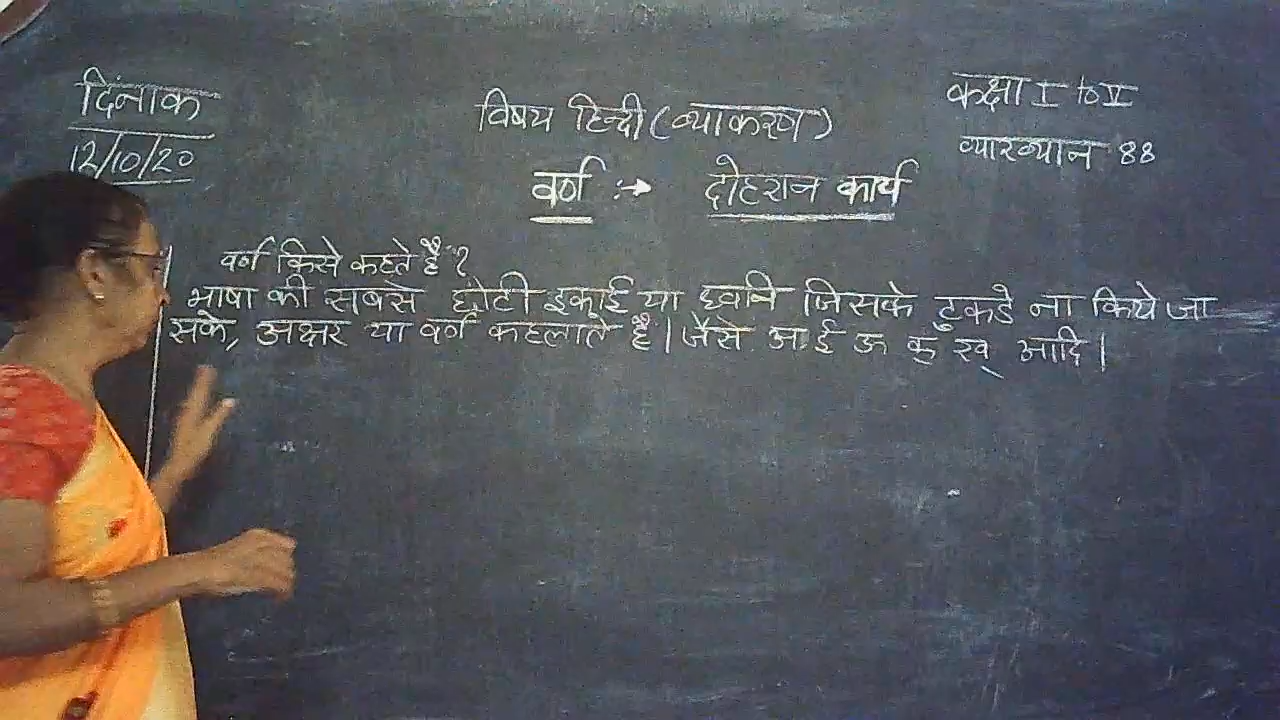 दिंनाक
12/10/20
विषय हिन्दी (व्याकरण)
कक्षा I to V
व्याख्यान 88
वर्ण :→ दोहरान कार्य
वर्ण किसे कहते हैं ?
भाषा की सबसे छोटी इकाई या ध्वनि जिसके टुकडे ना किये जा
सके, अक्षर या वर्ण कहलाते है । जैसे अ, ई ऊ क् ख् आदि ।